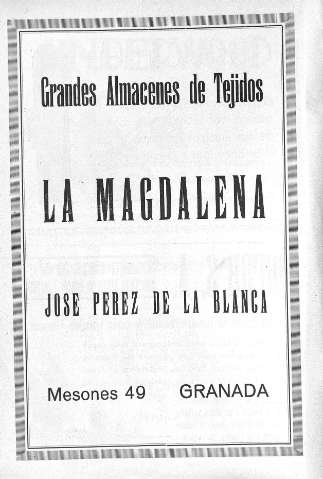 Grandes Almacenes de Tejidos
LA MAGDALENA
JOSE PEREZ DE LA BLANCA
Mesones 49 GRANADA